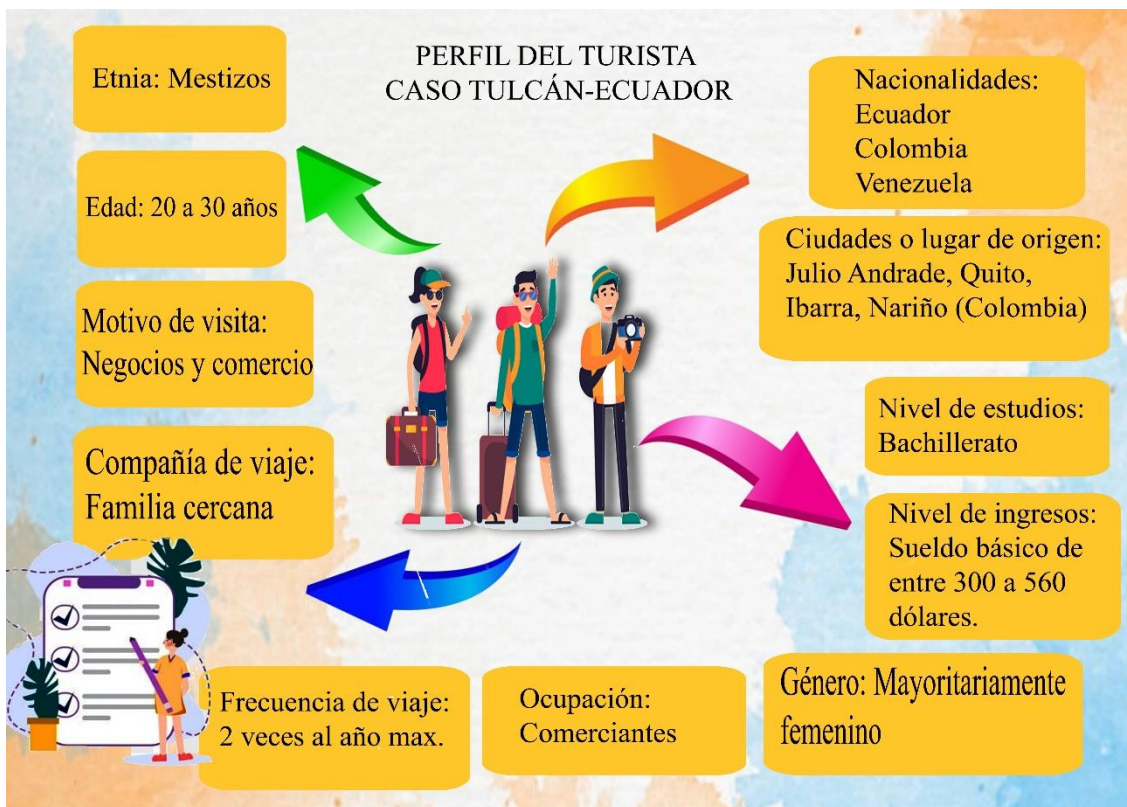 PERFIL DEL TURISTA
CASO TULCÁN-ECUADOR
Etnia: Mestizos
Edad: 20 a 30 años
Motivo de visita:
Negocios y comercio
Compañía de viaje:
Familia cercana
Frecuencia de viaje:
2 veces al año max.
Ocupación:
Comerciantes
Género: Mayoritariamente
femenino
Nacionalidades:
Ecuador
Colombia
Venezuela
Ciudades o lugar de origen:
Julio Andrade, Quito,
Ibarra, Nariño (Colombia)
Nivel de estudios:
Bachillerato
Nivel de ingresos:
Sueldo básico de
entre 300 a 560
dólares.